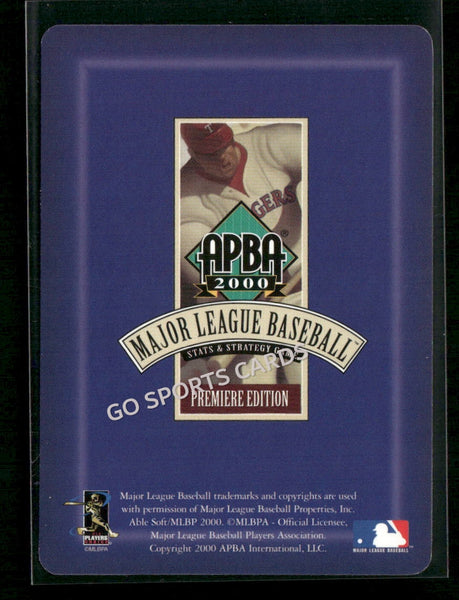 T
GERS
APBA®
2000
MAJOR LEAGUE BASEBALL™
STATS & STRATEGY
GO SPORTS CARDS
PREMIERE EDITION
Major League Baseball trademarks and copyrights are used
with permission of Major League Baseball Properties, Inc.
Able Soft/MLBP 2000. ©MLBPA - Official Licensee,
Major League Baseball Players Association.
Copyright 2000 APBA International, LLC.
PLAYERS
CHOICE
©MLBPA
MAJOR LEAGUE BASEBALL